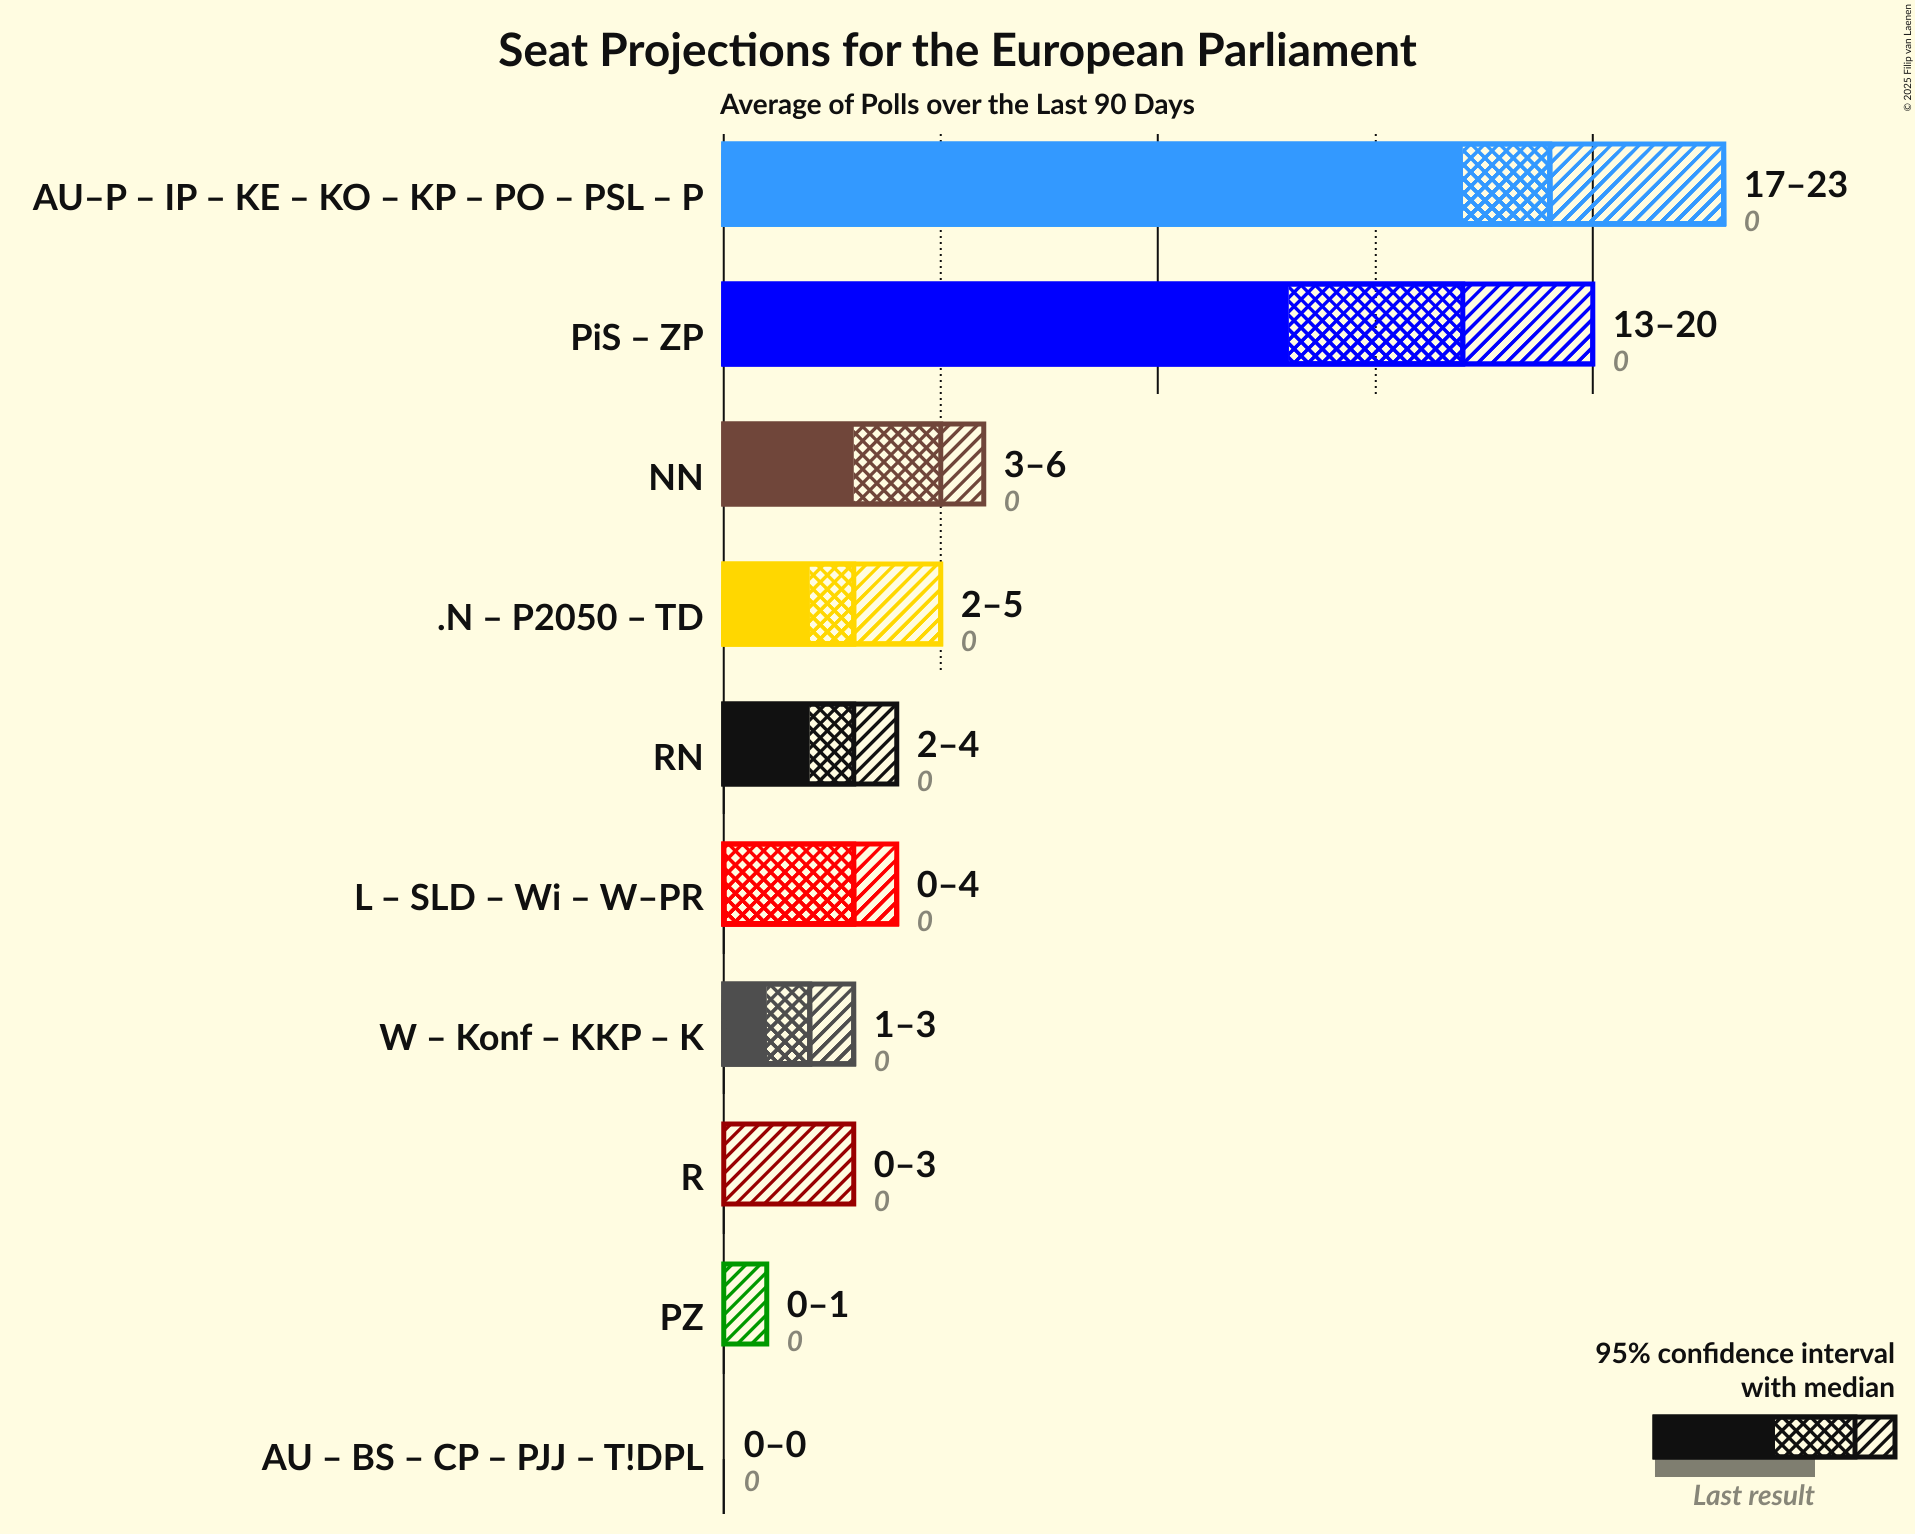 Seat Projections for the European Parliament
Average of Polls over the Last 90 Days
© 2025 Filip van Laenen
AU–P – IP – KE – KO – KP – PO – PSL – P
17–23
0
PiS – ZP
13–20
0
NN
3–6
0
.N – P2050 – TD
2–5
0
RN
2–4
0
L – SLD – Wi – W–PR
0–4
0
W – Konf – KKP – K
1–3
0
R
0–3
0
PZ
0–1
0
AU – BS – CP – PJJ – T!DPL
0–0
0
95% confidence interval
with median
Last result